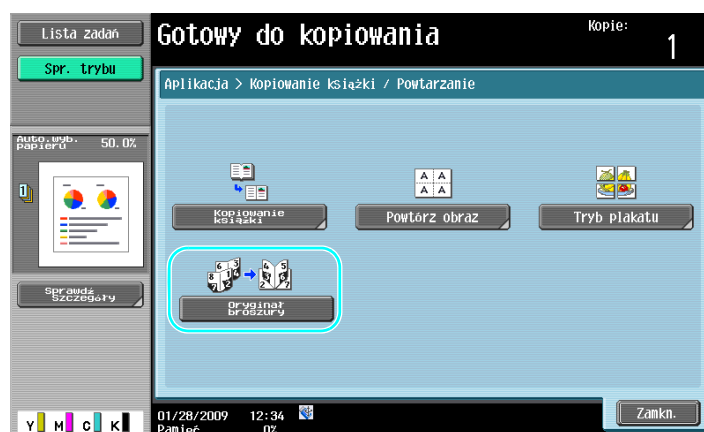 Lista zadań
Spr. trybu
Gotowy do kopiowania
Kopie:
1
Aplikacja > Kopiowanie książki / Powtarzanie
Auto.wyb.
papieru
50.0%
1
Kopiowanie
książki
A A
A A
Powtórz obraz
Tryb plakatu
Sprawdź
Szczegóły
Oryginał
broszury
01/28/2009 12:34
Pamięć 0%
Zamkn.
Y M C K